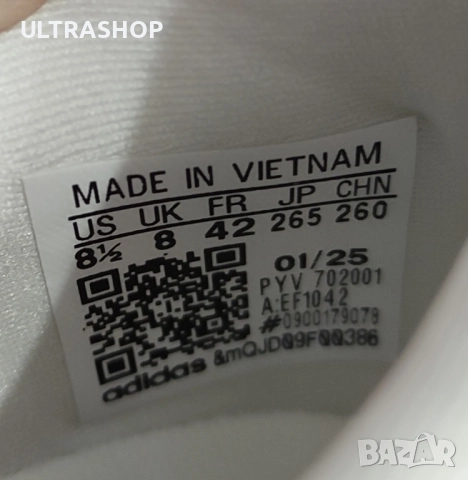 ULTRASHOP
MADE IN VIETNAM
US UK FR JP CHN
8½ 8 42 265 260
01/25
PYV 702001
A:EF1042
#0900179079
adidas &mQJD09F00386
BAZAR